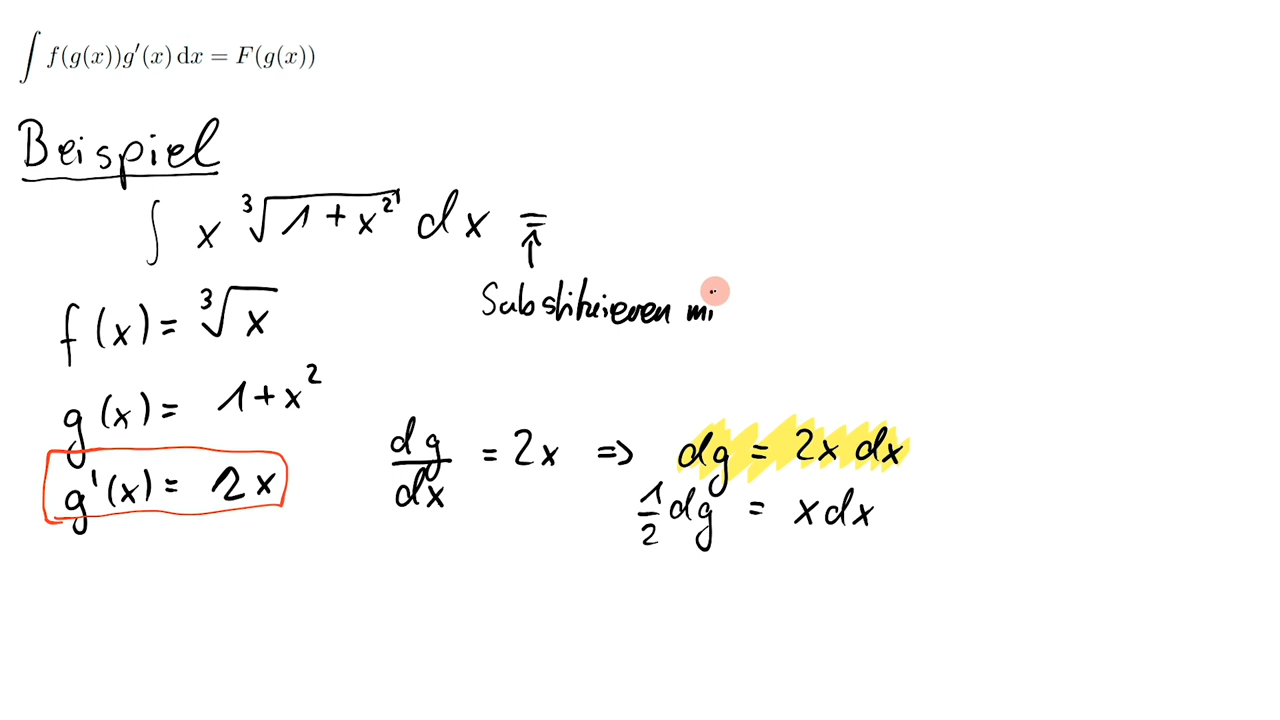 ∫ f(g(x))g′(x) dx = F(g(x))
Beispiel
∫ x ∛(1+x²) dx =
↑
Substituieren mi
f(x) = ∛x
g(x) = 1+x²
g'(x) = 2x
dg/dx = 2x ⇒ dg = 2x dx
1/2 dg = x dx